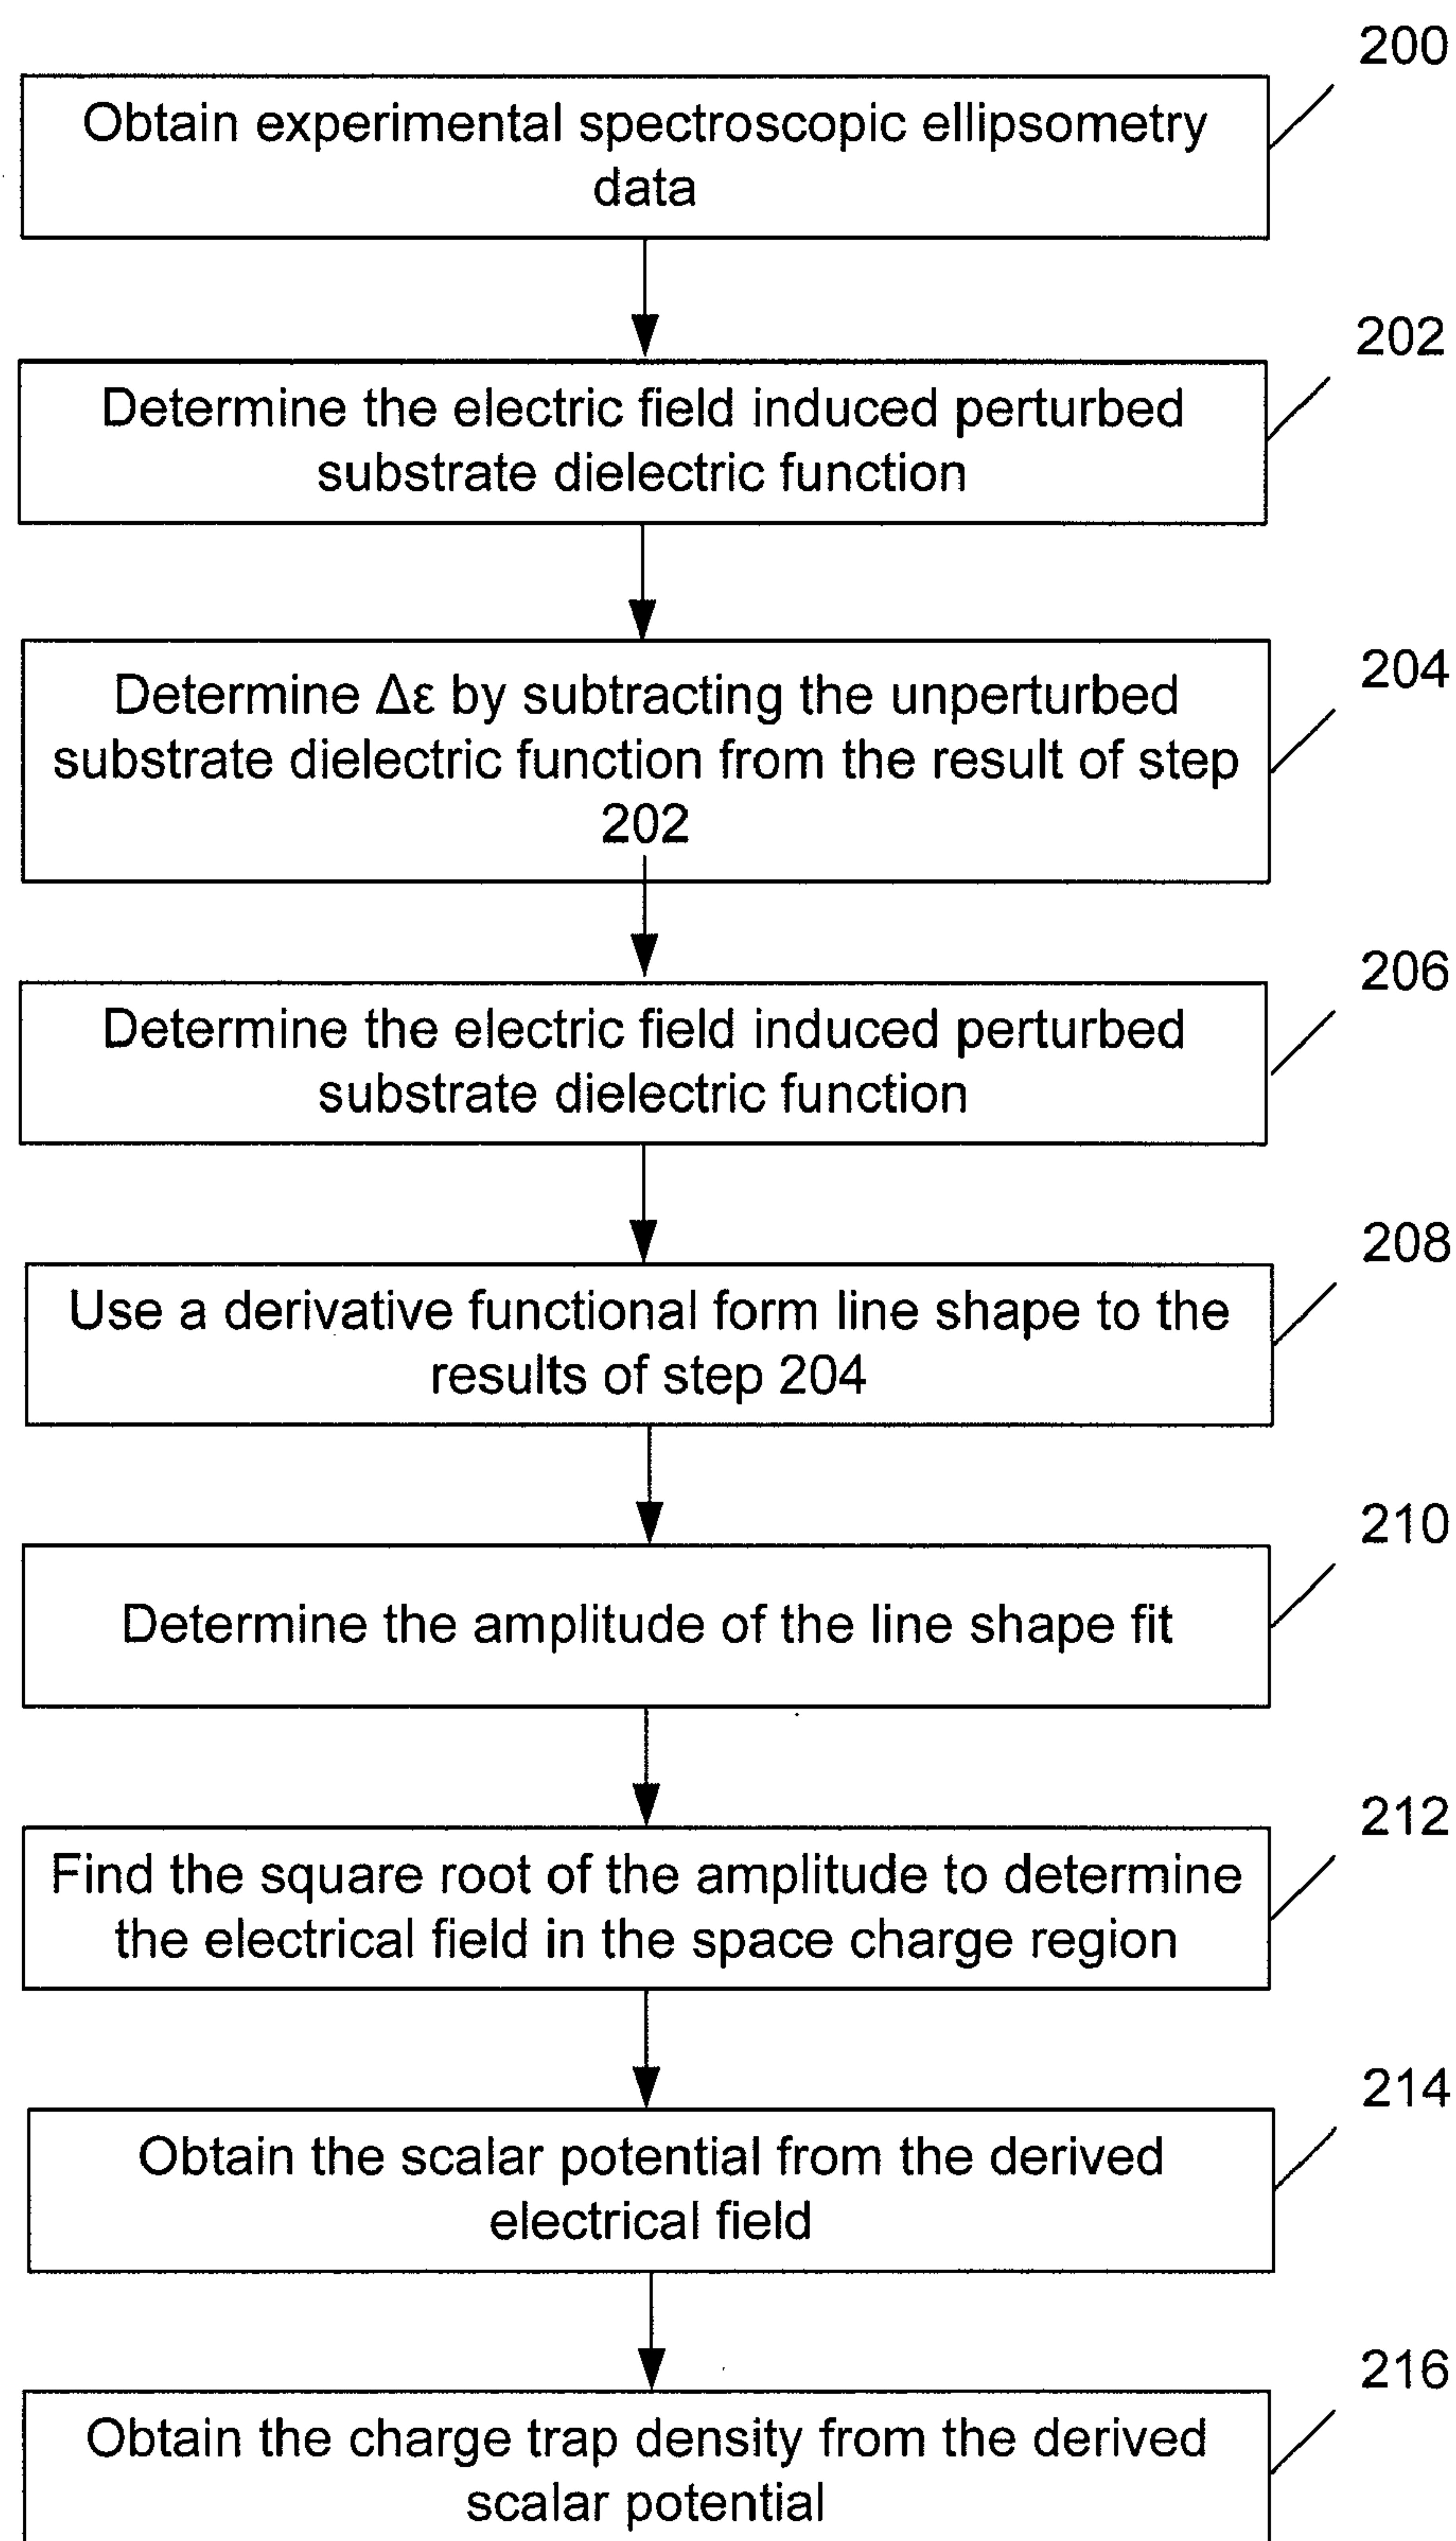 200
Obtain experimental spectroscopic ellipsometry
data
202
Determine the electric field induced perturbed
substrate dielectric function
204
Determine Δε by subtracting the unperturbed
substrate dielectric function from the result of step
202
206
Determine the electric field induced perturbed
substrate dielectric function
208
Use a derivative functional form line shape to the
results of step 204
210
Determine the amplitude of the line shape fit
212
Find the square root of the amplitude to determine
the electrical field in the space charge region
214
Obtain the scalar potential from the derived
electrical field
216
Obtain the charge trap density from the derived
scalar potential